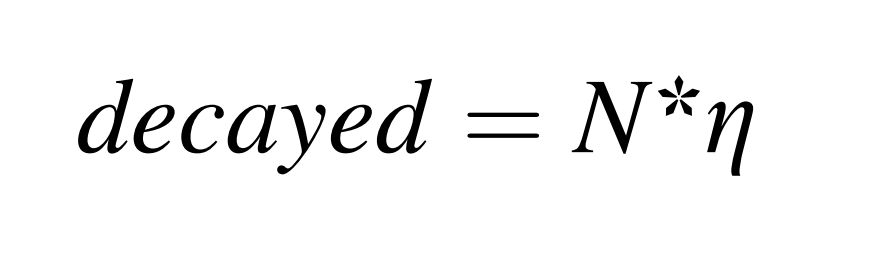 decayed = N*η